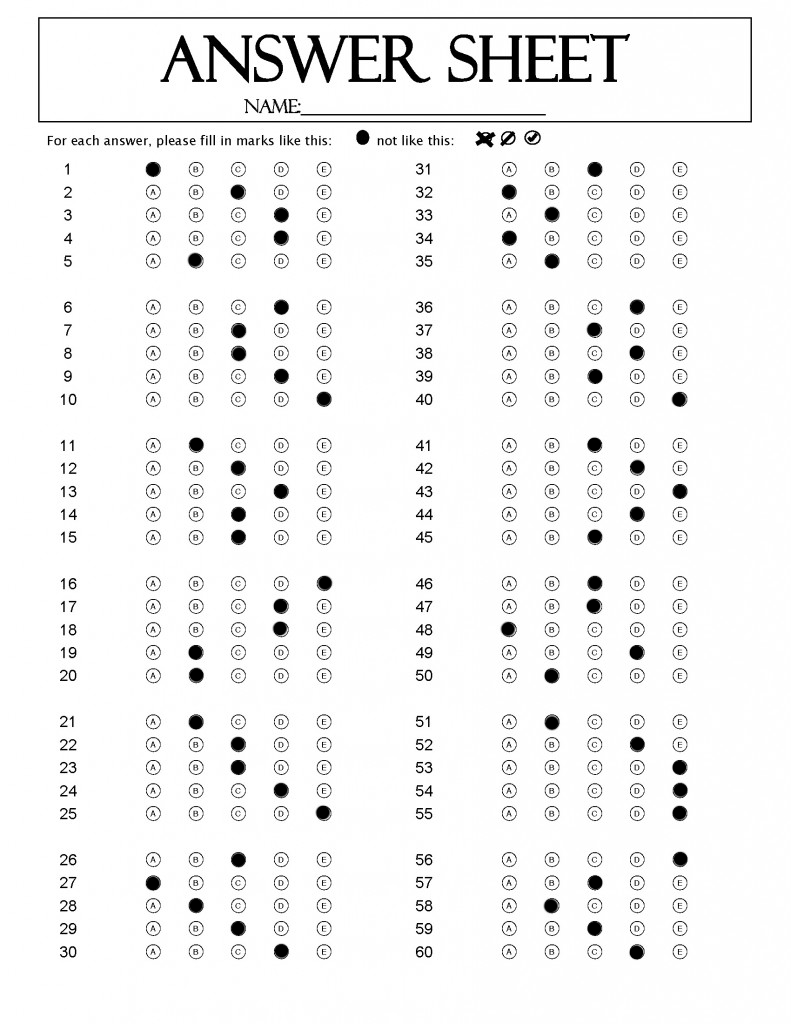 ANSWER SHEET
NAME:
For each answer, please fill in marks like this: not like this:
1 B C D E 31 A B D E
2 A B D E 32 B C D E
3 A B C E 33 A C D E
4 A B C E 34 B C D E
5 A C D E 35 A C D E
6 A B C E 36 A B C E
7 A B D E 37 A B D E
8 A B D E 38 A B C E
9 A B C E 39 A B D E
10 A B C D 40 A B C D
11 A C D E 41 A B D E
12 A B D E 42 A B C E
13 A B C E 43 A B C D
14 A B D E 44 A B C E
15 A B D E 45 A B D E
16 A B C D 46 A B D E
17 A B C E 47 A B D E
18 A B C E 48 B C D E
19 A C D E 49 A B C E
20 A C D E 50 A C D E
21 A C D E 51 A C D E
22 A B D E 52 A B C E
23 A B D E 53 A B C D
24 A B C E 54 A B C D
25 A B C D 55 A B C D
26 A B D E 56 A B C D
27 B C D E 57 A B D E
28 A C D E 58 A C D E
29 A B D E 59 A B D E
30 A B C E 60 A B C E